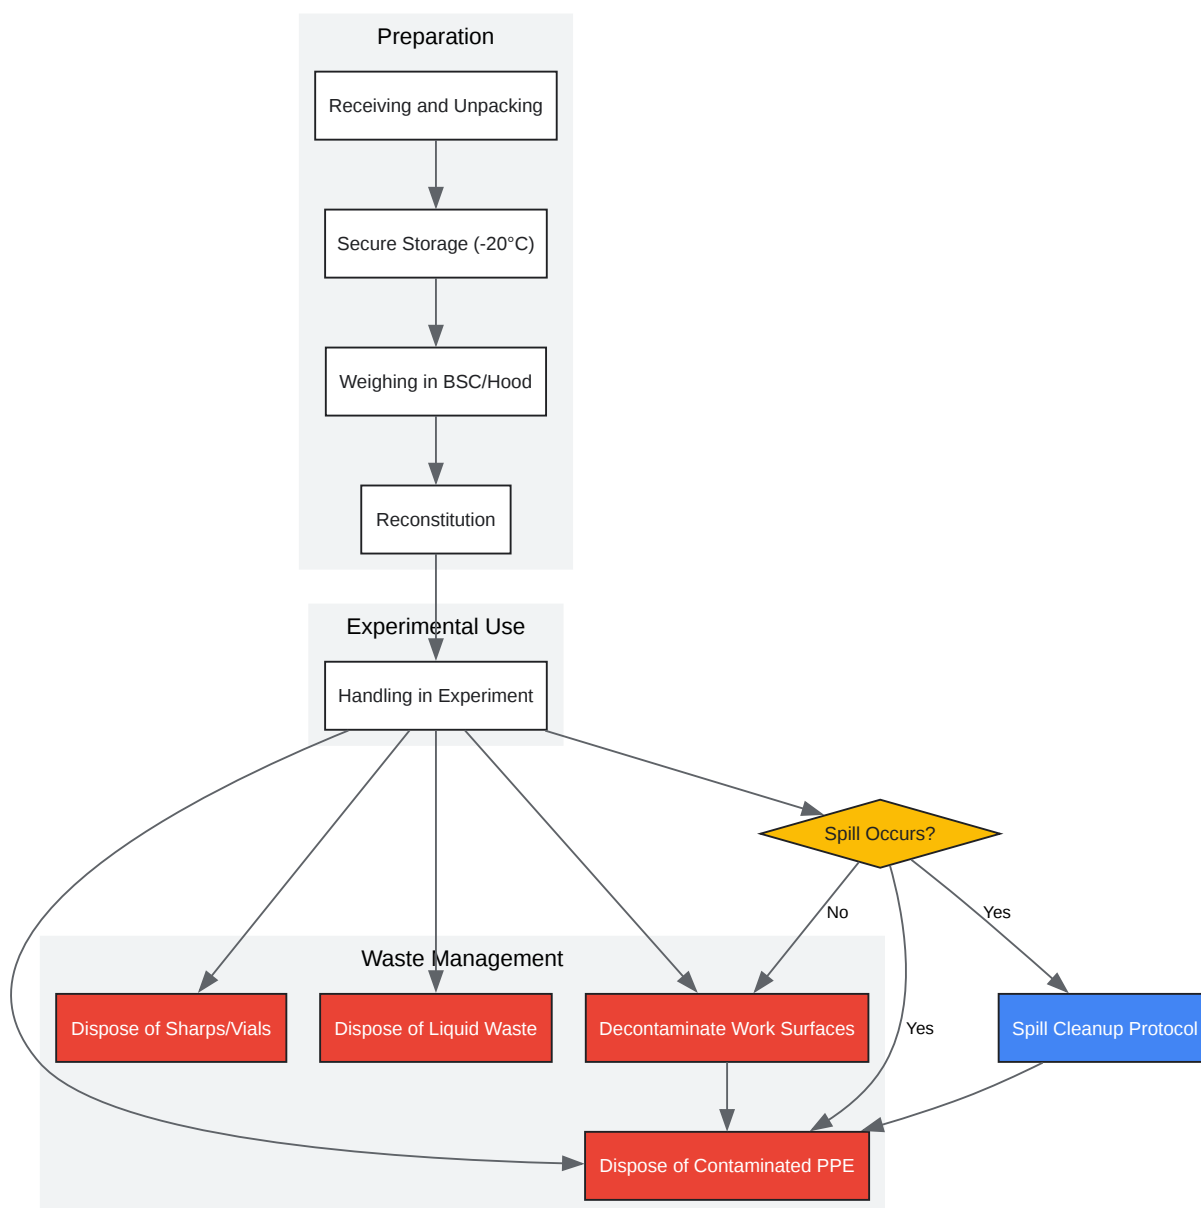 Preparation
Receiving and Unpacking
Secure Storage (-20°C)
Weighing in BSC/Hood
Reconstitution
Experimental Use
Handling in Experiment
Spill Occurs?
No
Yes
Waste Management
Dispose of Sharps/Vials
Dispose of Liquid Waste
Decontaminate Work Surfaces
Yes
Spill Cleanup Protocol
Dispose of Contaminated PPE